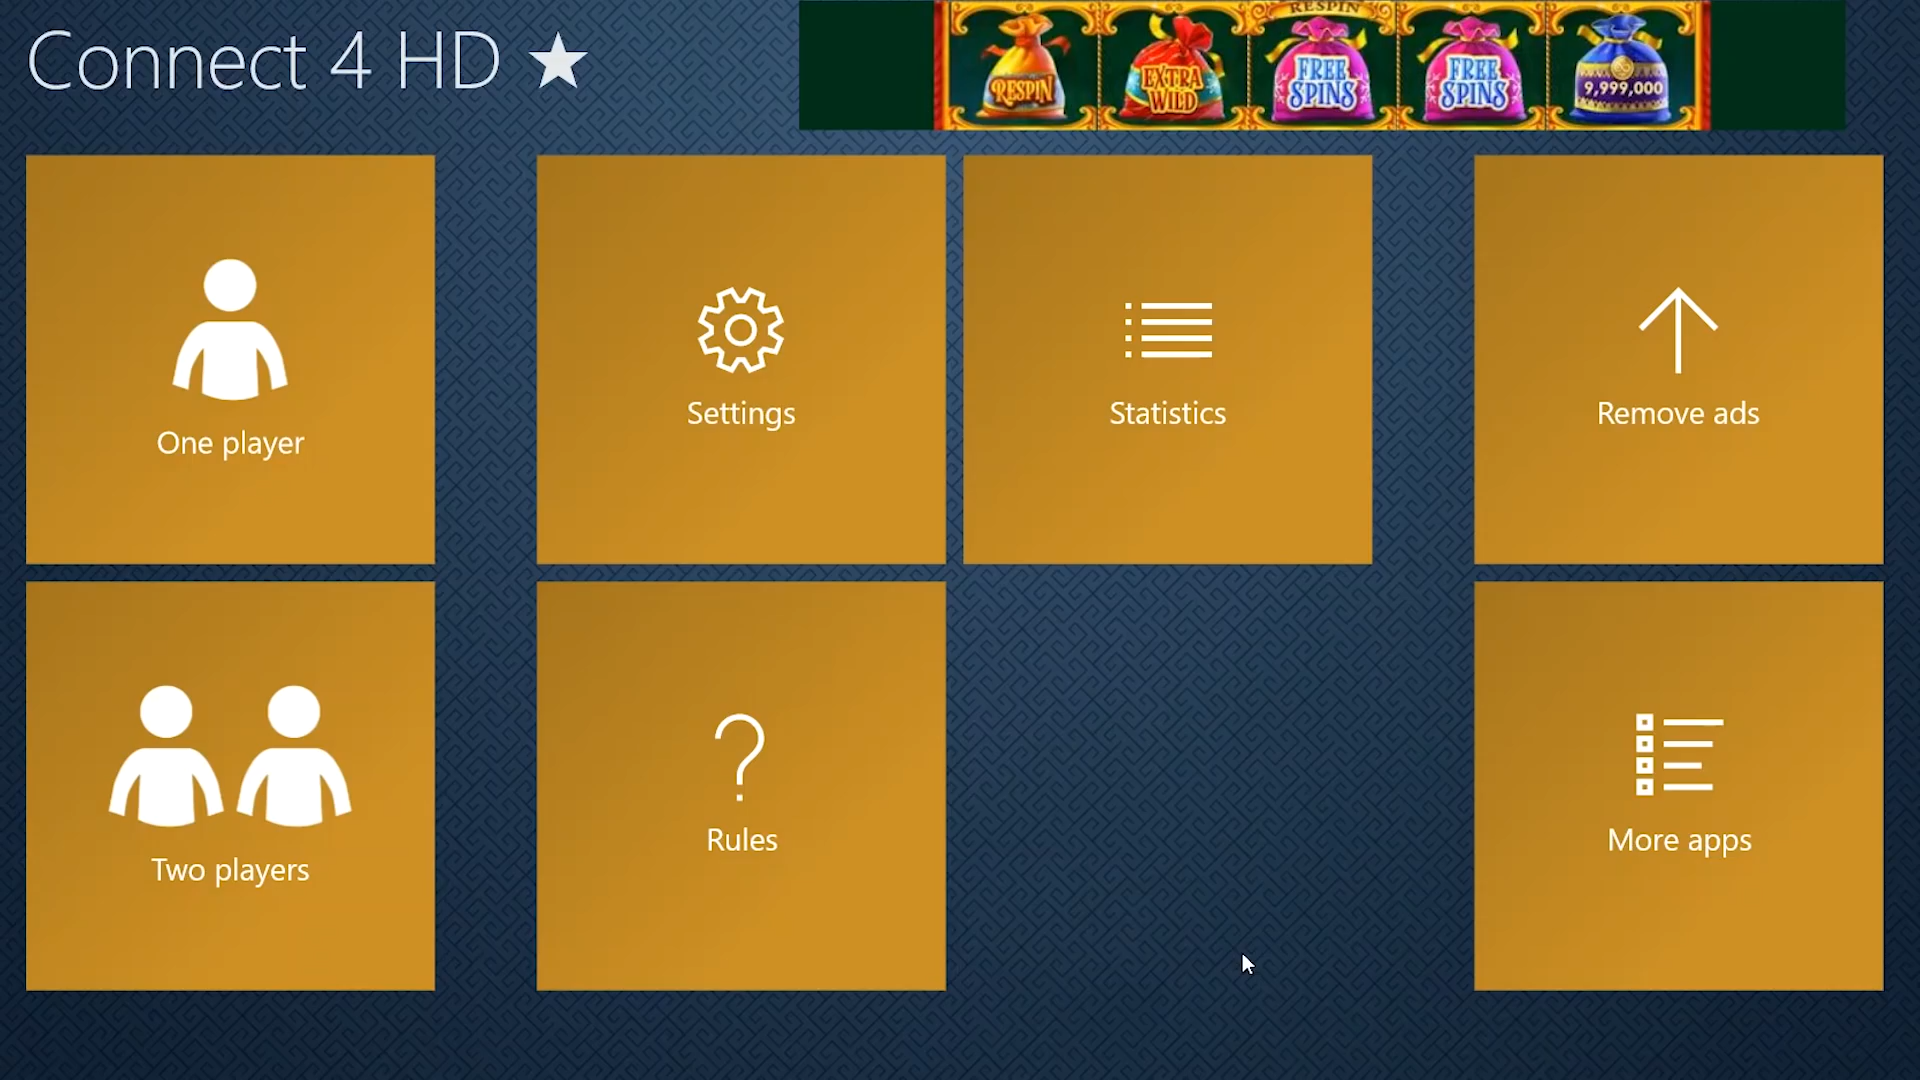 Connect 4 HD
RESPIN
RESPIN
EXTRA
WILD
FREE
SPINS
FREE
SPINS
9,999,000
One player
Settings
Statistics
Remove ads
Two players
Rules
More apps